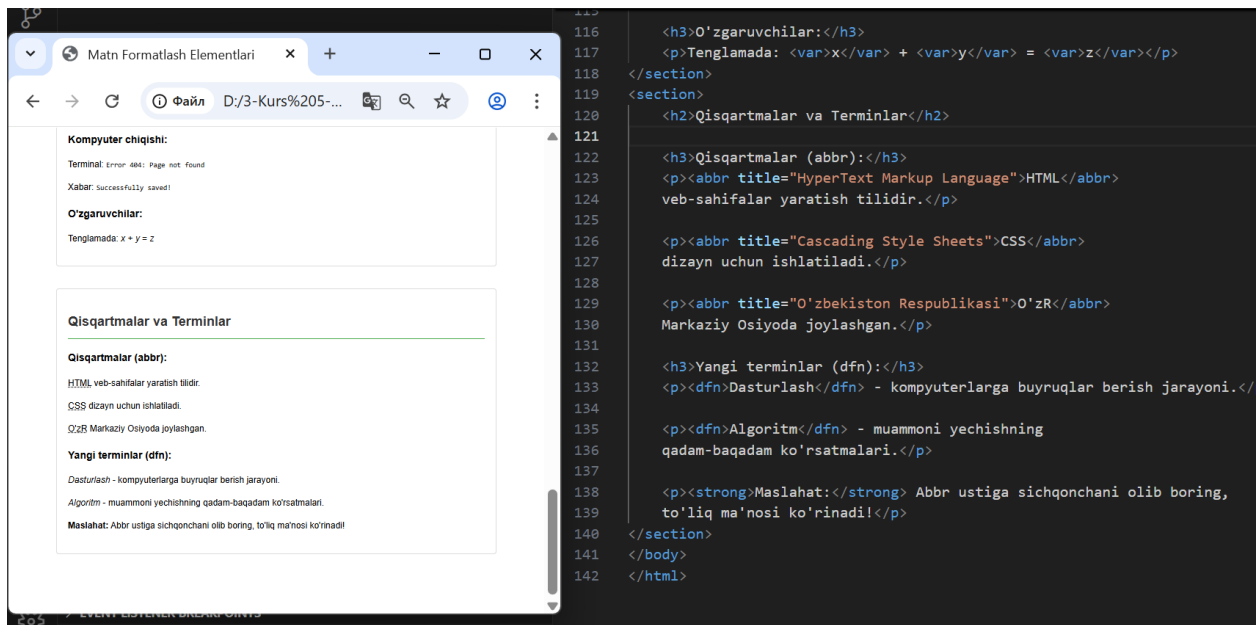 Matn Formatlash Elementlari
Файл D:/3-Kurs%205-...
Kompyuter chiqishi:
Terminal: Error 404: Page not found
Xabar: Successfully saved!
O'zgaruvchilar:
Tenglamada: x + y = z
Qisqartmalar va Terminlar
Qisqartmalar (abbr):
HTML veb-sahifalar yaratish tilidir.
CSS dizayn uchun ishlatiladi.
O'zR Markaziy Osiyoda joylashgan.
Yangi terminlar (dfn):
Dasturlash - kompyuterlarga buyruqlar berish jarayoni.
Algoritm - muammoni yechishning qadam-baqadam ko'rsatmalari.
Maslahat: Abbr ustiga sichqonchani olib boring, to'liq ma'nosi ko'rinadi!
EVENT LISTENER BREAKPOINTS
115
116 <h3>O'zgaruvchilar:</h3>
117 <p>Tenglamada: <var>x</var> + <var>y</var> = <var>z</var></p>
118 </section>
119 <section>
120 <h2>Qisqartmalar va Terminlar</h2>
121
122 <h3>Qisqartmalar (abbr):</h3>
123 <p><abbr title="HyperText Markup Language">HTML</abbr>
124 veb-sahifalar yaratish tilidir.</p>
125
126 <p><abbr title="Cascading Style Sheets">CSS</abbr>
127 dizayn uchun ishlatiladi.</p>
128
129 <p><abbr title="O'zbekiston Respublikasi">O'zR</abbr>
130 Markaziy Osiyoda joylashgan.</p>
131
132 <h3>Yangi terminlar (dfn):</h3>
133 <p><dfn>Dasturlash</dfn> - kompyuterlarga buyruqlar berish jarayoni.</
134
135 <p><dfn>Algoritm</dfn> - muammoni yechishning
136 qadam-baqadam ko'rsatmalari.</p>
137
138 <p><strong>Maslahat:</strong> Abbr ustiga sichqonchani olib boring,
139 to'liq ma'nosi ko'rinadi!</p>
140 </section>
141 </body>
142 </html>